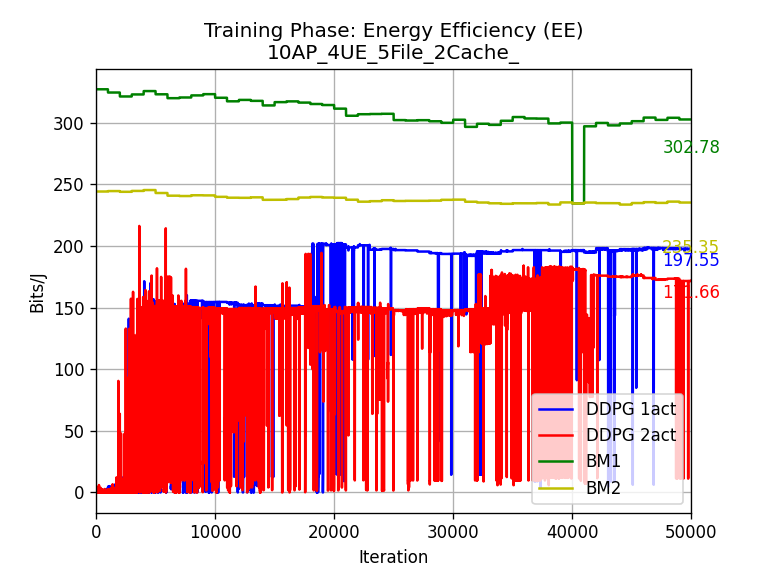 Training Phase: Energy Efficiency (EE)
10AP_4UE_5File_2Cache_
Bits/J
300
250
200
150
100
50
0
302.78
235.35
197.55
DDPG 1act
DDPG 2act
BM1
BM2
0
10000
20000
30000
40000
50000
Iteration